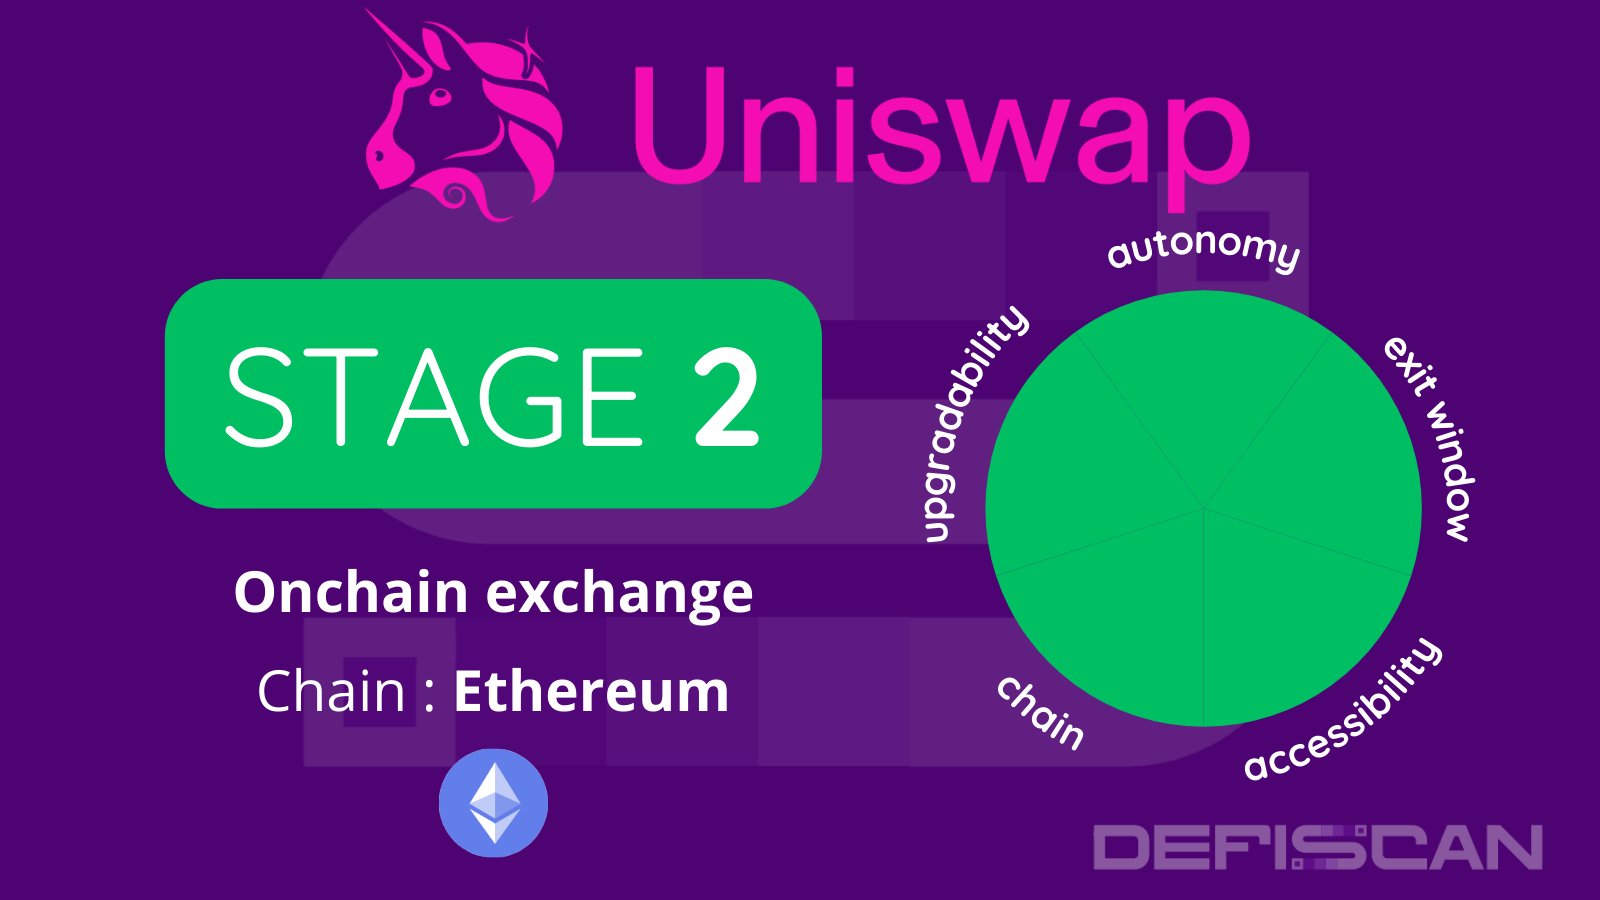 Uniswap
STAGE 2
Onchain exchange
Chain : Ethereum
autonomy
exit window
accessibility
chain
upgradability
DEFISCAN